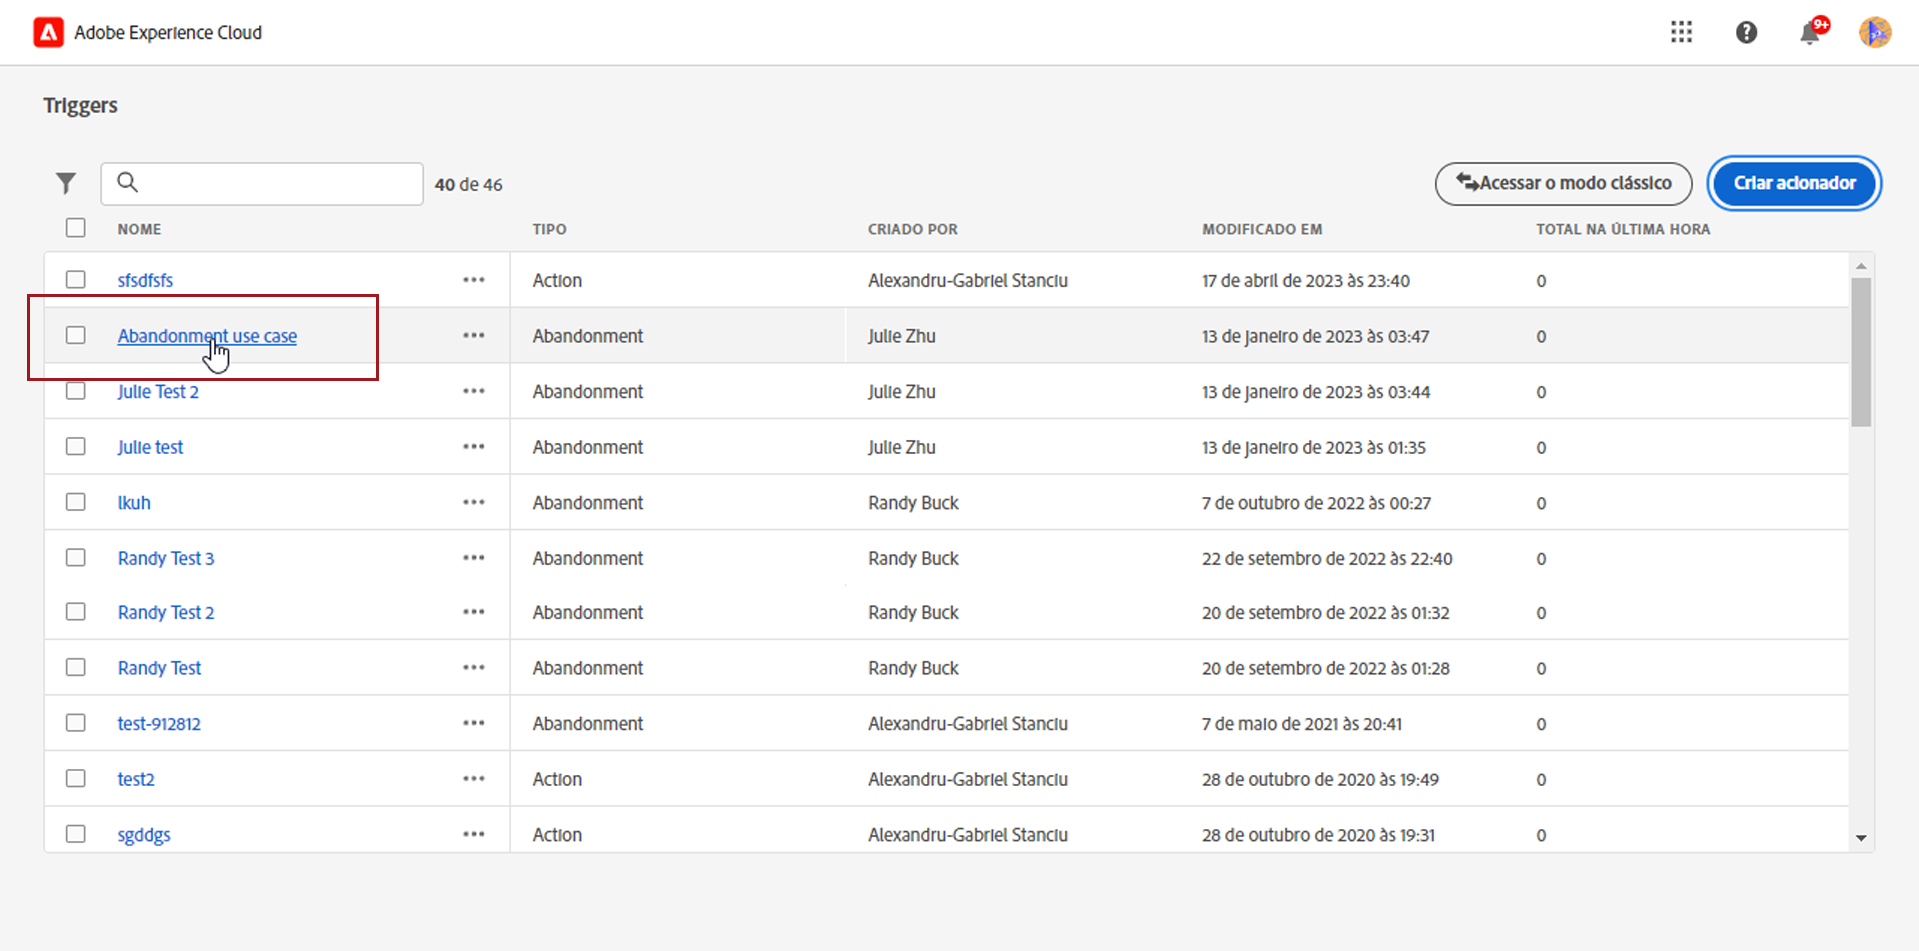 Adobe Experience Cloud
9+
Triggers
40 de 46
Acessar o modo clássico
Criar acionador
NOME TIPO CRIADO POR MODIFICADO EM TOTAL NA ÚLTIMA HORA
sfsdfsfs Action Alexandru-Gabriel Stanciu 17 de abril de 2023 às 23:40 0
Abandonment use case Abandonment Julie Zhu 13 de janeiro de 2023 às 03:47 0
Julie Test 2 Abandonment Julie Zhu 13 de janeiro de 2023 às 03:44 0
Julie test Abandonment Julie Zhu 13 de janeiro de 2023 às 01:35 0
lkuh Abandonment Randy Buck 7 de outubro de 2022 às 00:27 0
Randy Test 3 Abandonment Randy Buck 22 de setembro de 2022 às 22:40 0
Randy Test 2 Abandonment Randy Buck 20 de setembro de 2022 às 01:32 0
Randy Test Abandonment Randy Buck 20 de setembro de 2022 às 01:28 0
test-912812 Abandonment Alexandru-Gabriel Stanciu 7 de maio de 2021 às 20:41 0
test2 Action Alexandru-Gabriel Stanciu 28 de outubro de 2020 às 19:49 0
sgddgs Action Alexandru-Gabriel Stanciu 28 de outubro de 2020 às 19:31 0